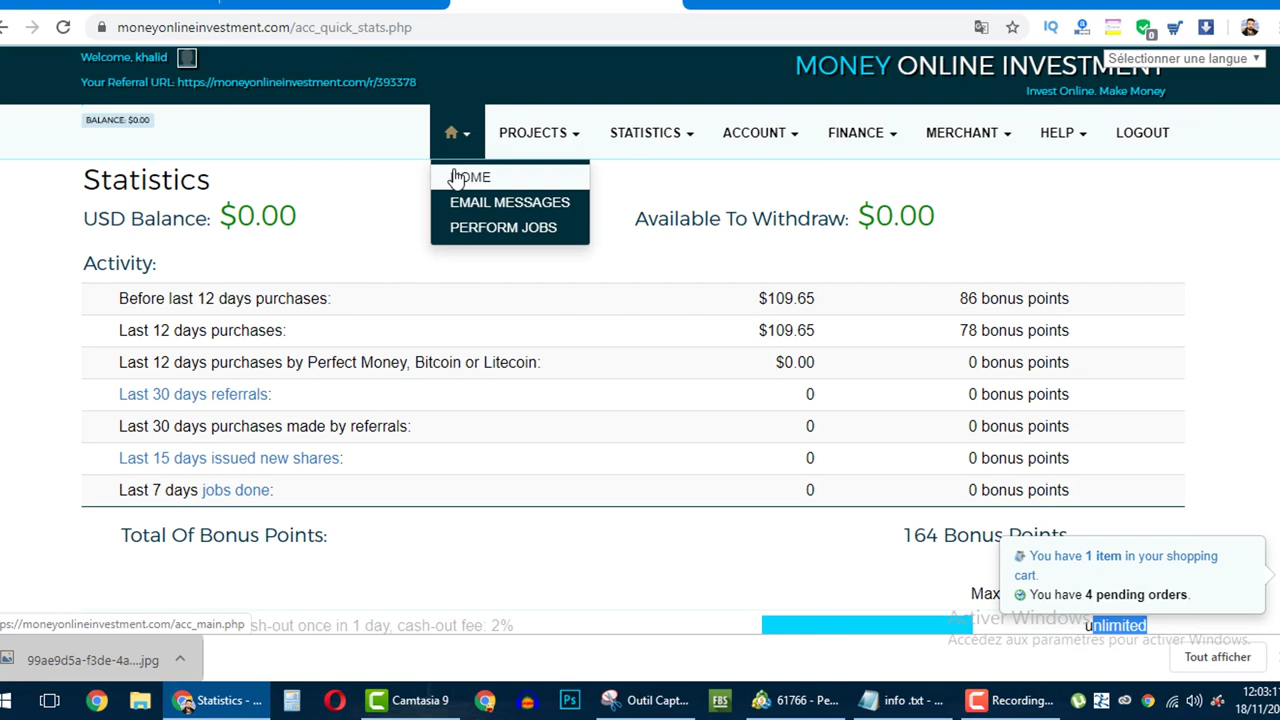 moneyonlineinvestment.com/acc_quick_stats.php
Welcome, khalid
Your Referral URL: https://moneyonlineinvestment.com/r/393378
MONEY ONLINE INVESTMENT
Sélectionner une langue
Invest Online. Make Money
BALANCE: $0.00
PROJECTS STATISTICS ACCOUNT FINANCE MERCHANT HELP LOGOUT
EMAIL MESSAGES
PERFORM JOBS
Statistics
USD Balance: $0.00
Available To Withdraw: $0.00
Activity:
Before last 12 days purchases: $109.65 86 bonus points
Last 12 days purchases: $109.65 78 bonus points
Last 12 days purchases by Perfect Money, Bitcoin or Litecoin: $0.00 0 bonus points
Last 30 days referrals: 0 0 bonus points
Last 30 days purchases made by referrals: 0 0 bonus points
Last 15 days issued new shares: 0 0 bonus points
Last 7 days jobs done: 0 0 bonus points
Total Of Bonus Points: 164 Bonus Points
You have 1 item in your shopping
cart.
You have 4 pending orders.
Max
ps://moneyonlineinvestment.com/acc_main.php
sh-out once in 1 day, cash-out fee: 2%
unlimited
Activer Windows
Accédez aux paramètres pour activer Windows.
99ae9d5a-f3de-4a....jpg
Tout afficher
Statistics - ...
Camtasia 9
Ps
Outil Capt...
FBS
61766 - Pe...
info .txt - ...
Recording...
12:03:1
18/11/20